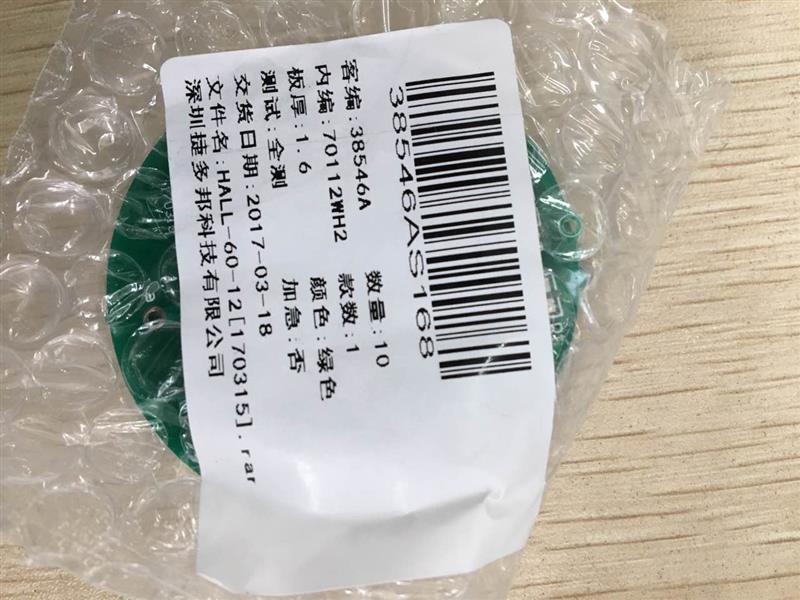 38546AS168
客编:38546A 数量:10
内编:70112WH2 款数:1
板厚:1.6 颜色:绿色
测试:全测 加急:否
交货日期:2017-03-18
文件名:HALL-60-12[170315].rar
深圳捷多邦科技有限公司